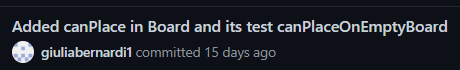 Added canPlace in Board and its test canPlaceOnEmptyBoard
giuliabernardi1 committed 15 days ago